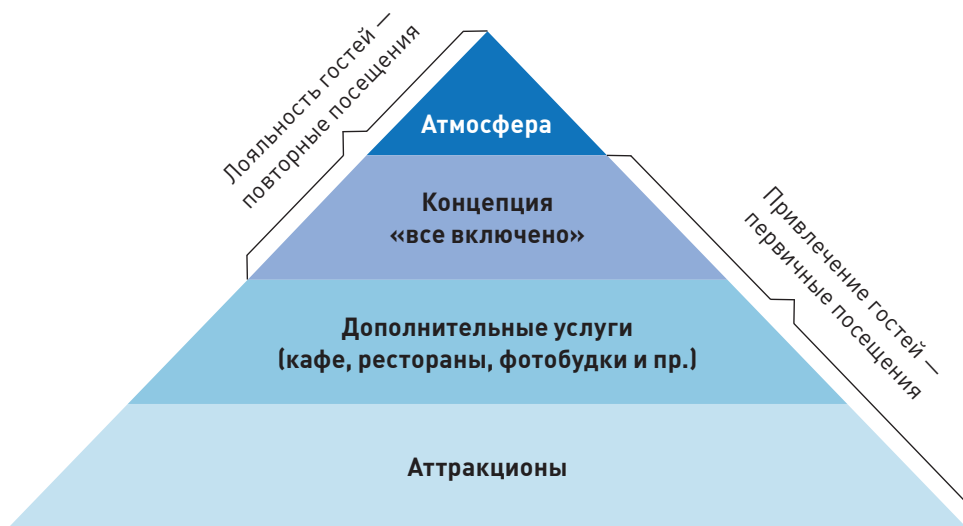 Лояльность гостей —
повторные посещения
Атмосфера
Концепция
«все включено»
Привлечение гостей —
первичные посещения
Дополнительные услуги
(кафе, рестораны, фотобудки и пр.)
Аттракционы